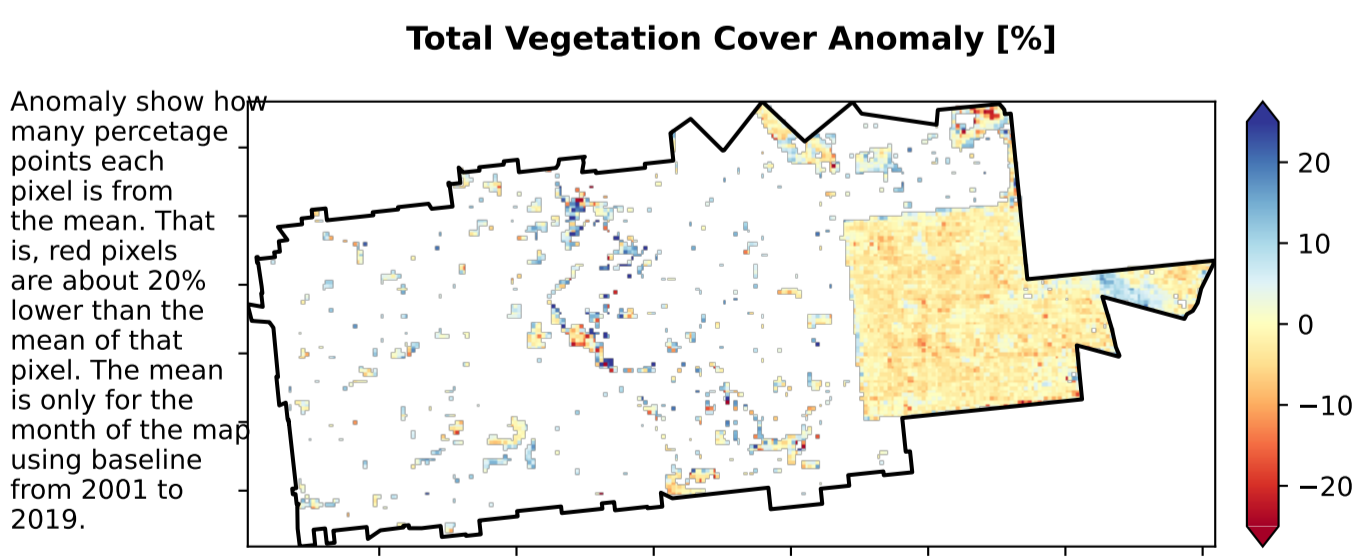 Total Vegetation Cover Anomaly [%]
Anomaly show how
many percetage
points each
pixel is from
the mean. That
is, red pixels
are about 20%
lower than the
mean of that
pixel. The mean
is only for the
month of the map
using baseline
from 2001 to
2019.
20
10
0
−10
−20